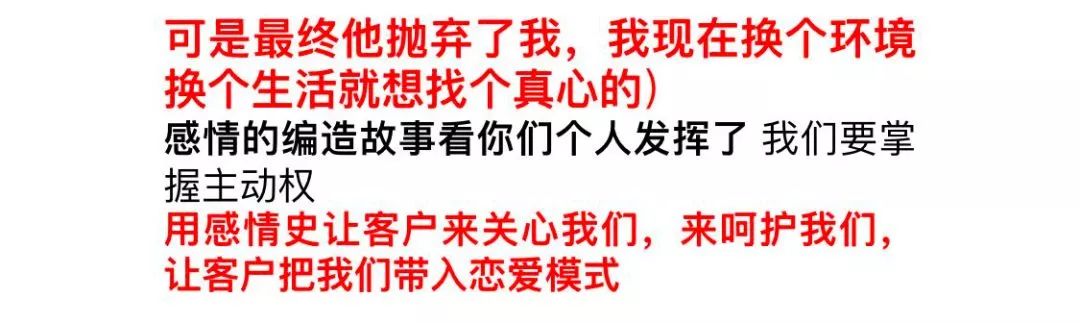 可是最终他抛弃了我，我现在换个环境
换个生活就想找个真心的）
感情的编造故事看你们个人发挥了 我们要掌
握主动权
用感情史让客户来关心我们，来呵护我们，
让客户把我们带入恋爱模式